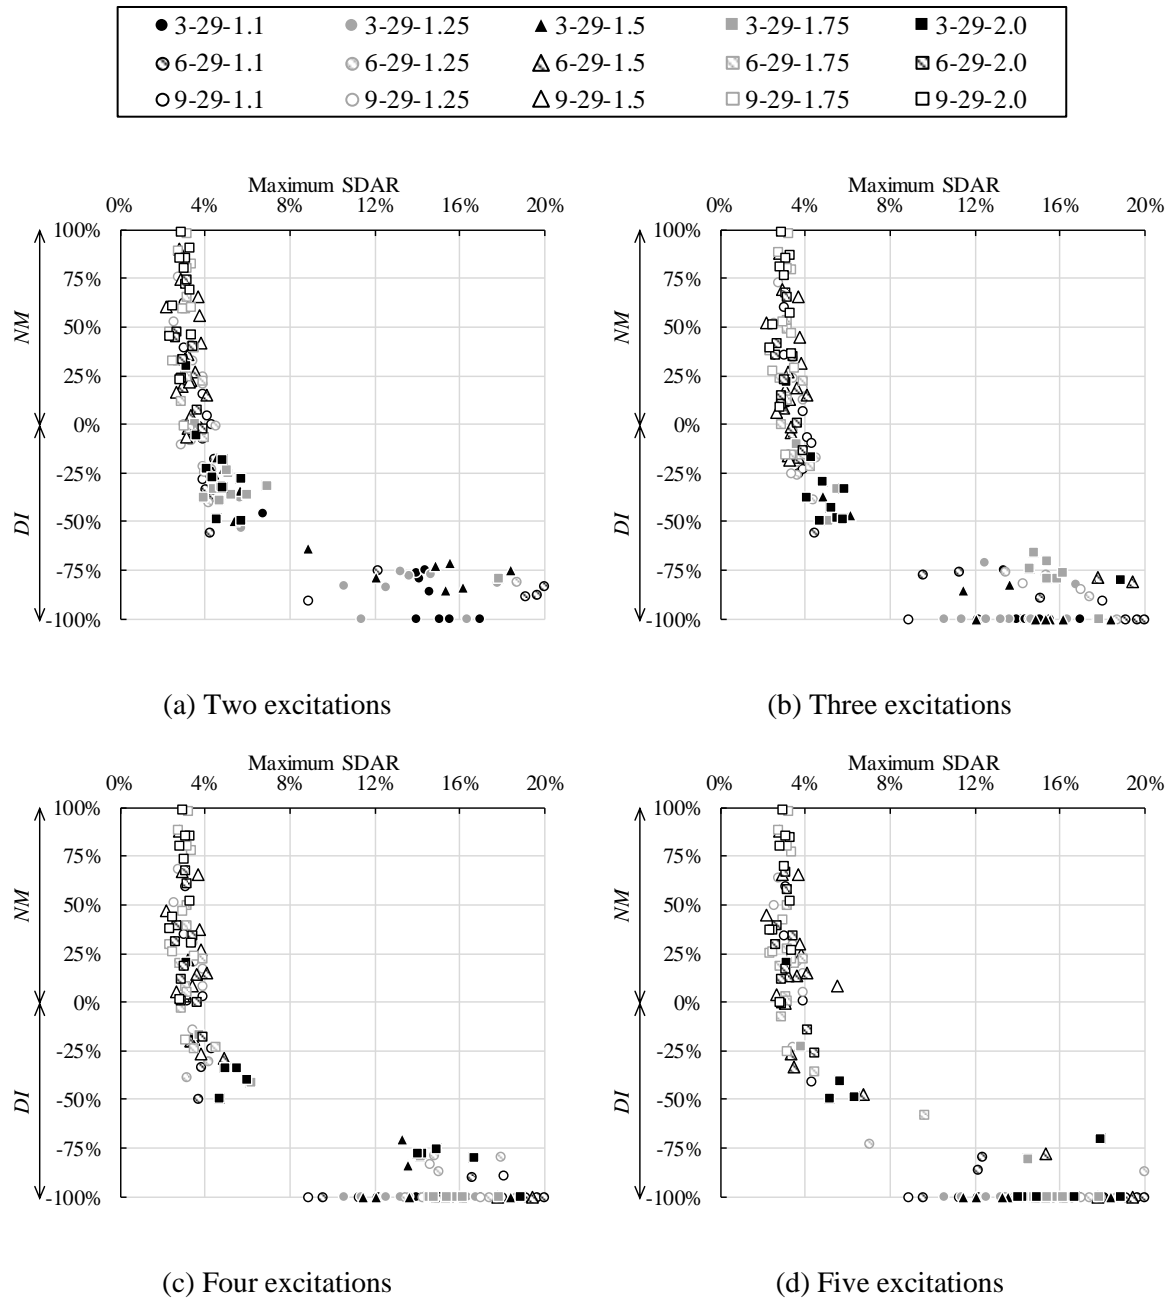 3-29-1.1 3-29-1.25 3-29-1.5 3-29-1.75 3-29-2.0
6-29-1.1 6-29-1.25 6-29-1.5 6-29-1.75 6-29-2.0
9-29-1.1 9-29-1.25 9-29-1.5 9-29-1.75 9-29-2.0
Maximum SDAR
0% 4% 8% 12% 16% 20%
100%
75%
NM
50%
25%
0%
-25%
DI
-50%
-75%
-100%
(a) Two excitations
Maximum SDAR
0% 4% 8% 12% 16% 20%
100%
75%
NM
50%
25%
0%
-25%
DI
-50%
-75%
-100%
(b) Three excitations
Maximum SDAR
0% 4% 8% 12% 16% 20%
100%
75%
NM
50%
25%
0%
-25%
DI
-50%
-75%
-100%
(c) Four excitations
Maximum SDAR
0% 4% 8% 12% 16% 20%
100%
75%
NM
50%
25%
0%
-25%
DI
-50%
-75%
-100%
(d) Five excitations